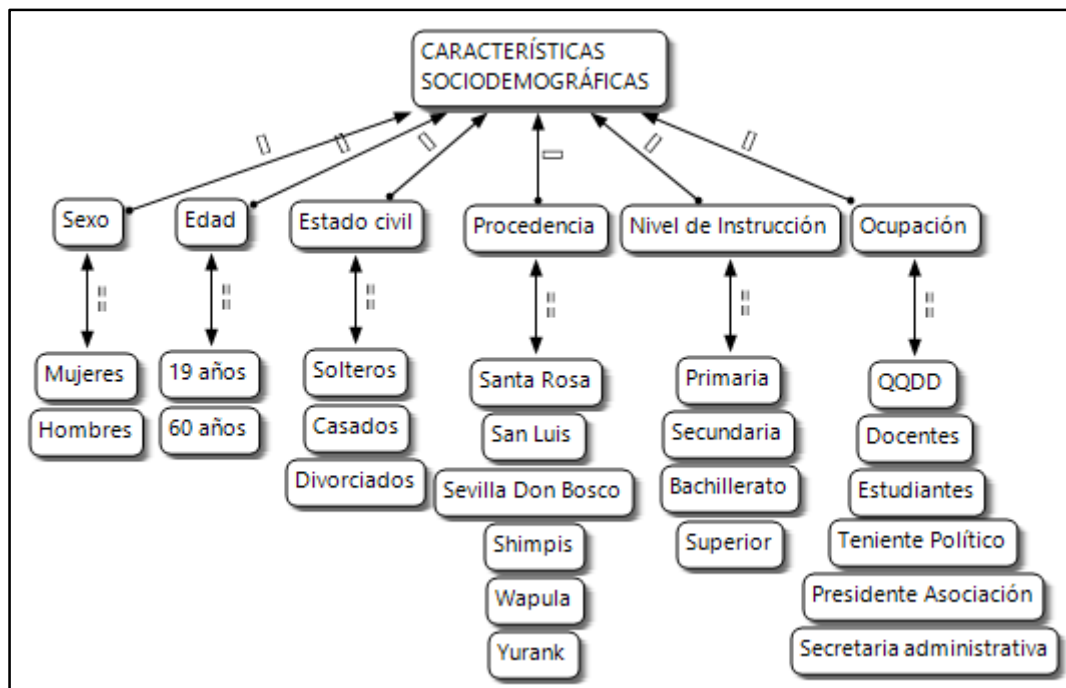 CARACTERÍSTICAS
SOCIODEMOGRÁFICAS
Sexo
Edad
Estado civil
Procedencia
Nivel de Instrucción
Ocupación
Mujeres
Hombres
19 años
60 años
Solteros
Casados
Divorciados
Santa Rosa
San Luis
Sevilla Don Bosco
Shimpis
Wapula
Yurank
Primaria
Secundaria
Bachillerato
Superior
QQDD
Docentes
Estudiantes
Teniente Político
Presidente Asociación
Secretaria administrativa